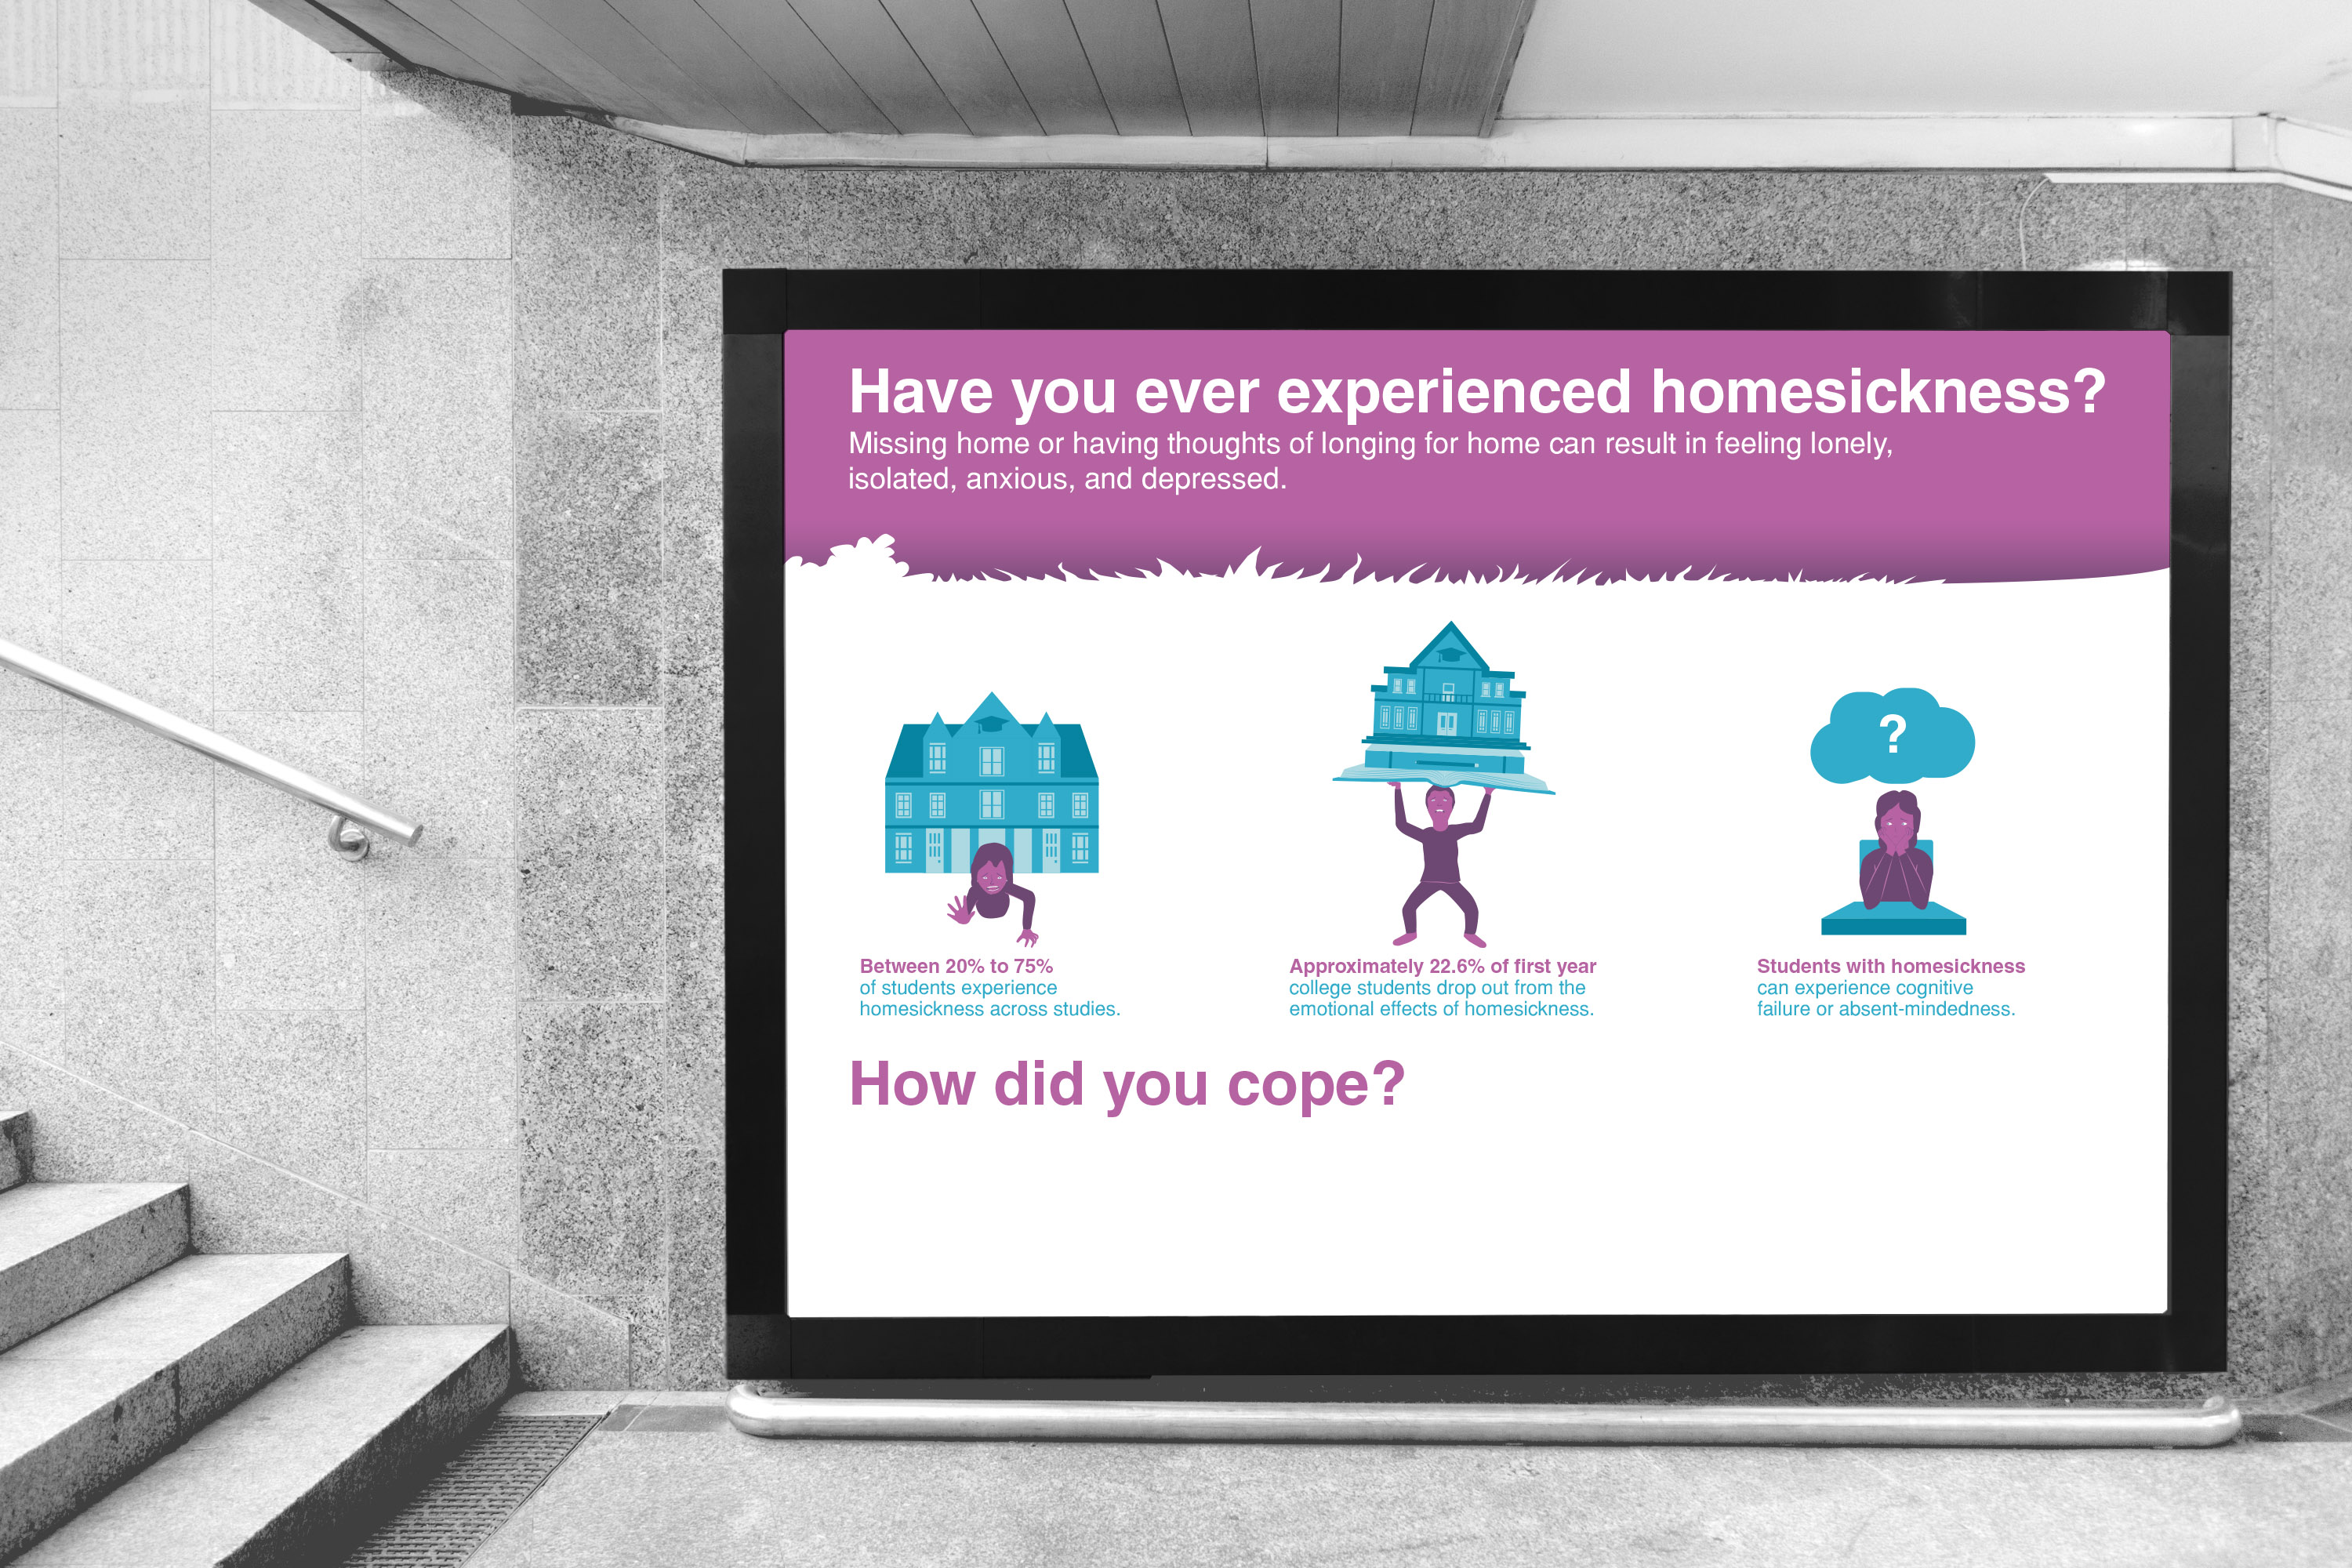 Have you ever experienced homesickness?
Missing home or having thoughts of longing for home can result in feeling lonely,
isolated, anxious, and depressed.
?
Between 20% to 75%
of students experience
homesickness across studies.
Approximately 22.6% of first year
college students drop out from the
emotional effects of homesickness.
Students with homesickness
can experience cognitive
failure or absent-mindedness.
How did you cope?